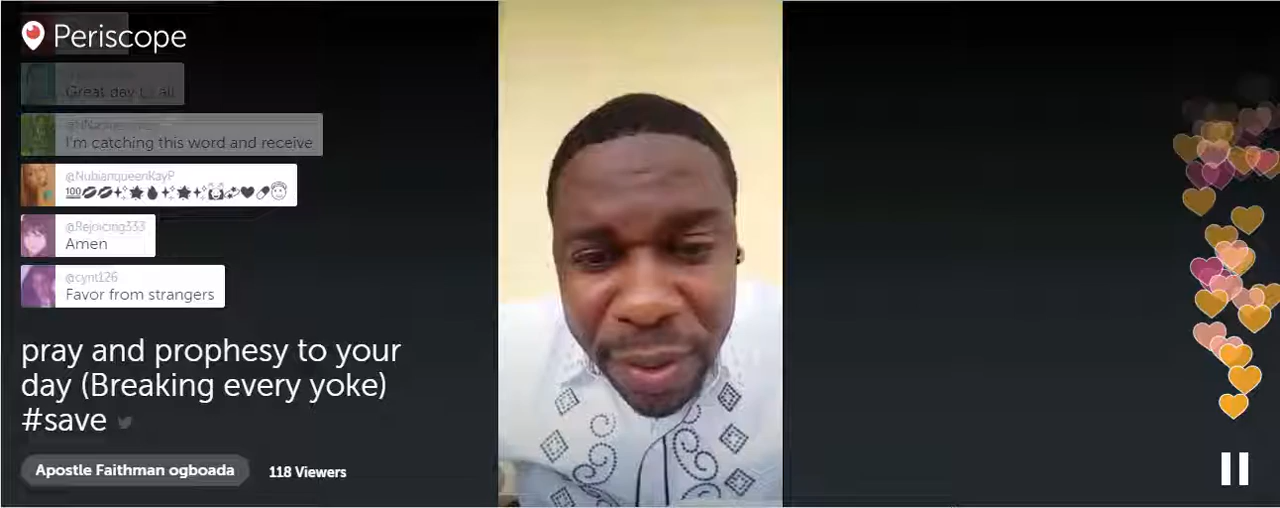 Periscope
Great day to all
I'm catching this word and receive
@NubianqueenKayP
100
@Rejoicing333
Amen
@cynt126
Favor from strangers
pray and prophesy to your
day (Breaking every yoke)
#save
Apostle Faithman ogboada
118 Viewers